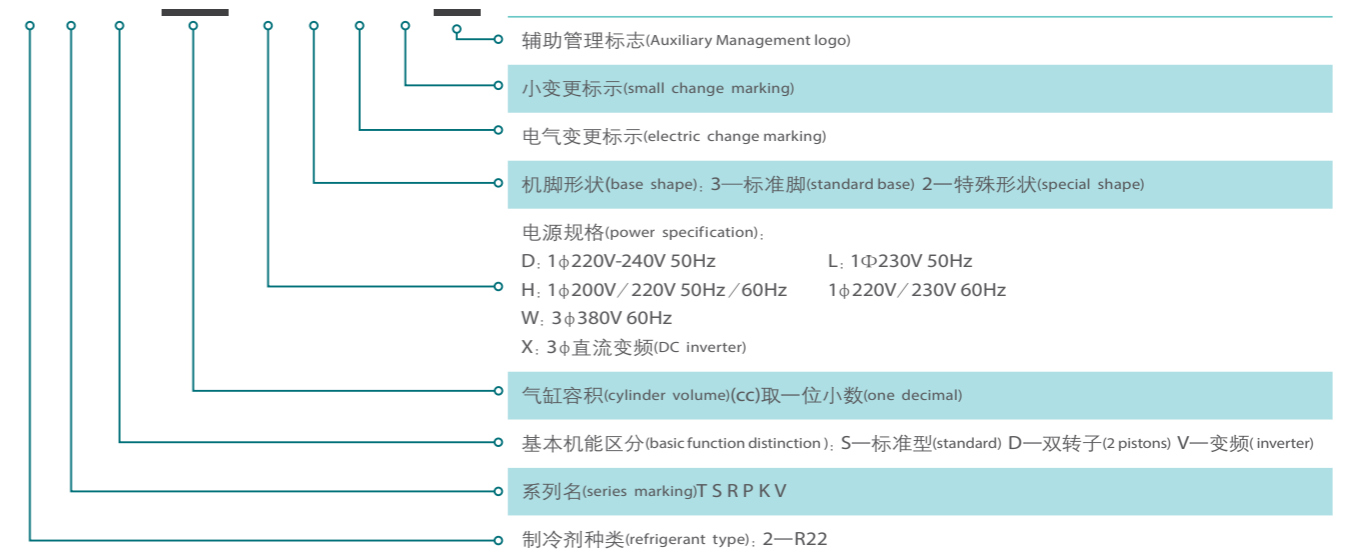 辅助管理标志(Auxiliary Management logo)
小变更标示(small change marking)
电气变更标示(electric change marking)
机脚形状(base shape)：3—标准脚(standard base) 2—特殊形状(special shape)
电源规格(power specification)：
D：1ϕ220V-240V 50Hz L：1Φ230V 50Hz
H：1ϕ200V／220V 50Hz／60Hz 1ϕ220V／230V 60Hz
W：3ϕ380V 60Hz
X：3ϕ直流变频(DC inverter)
气缸容积(cylinder volume)(cc)取一位小数(one decimal)
基本机能区分(basic function distinction)：S—标准型(standard) D—双转子(2 pistons) V—变频(inverter)
系列名(series marking)T S R P K V
制冷剂种类(refrigerant type)：2—R22